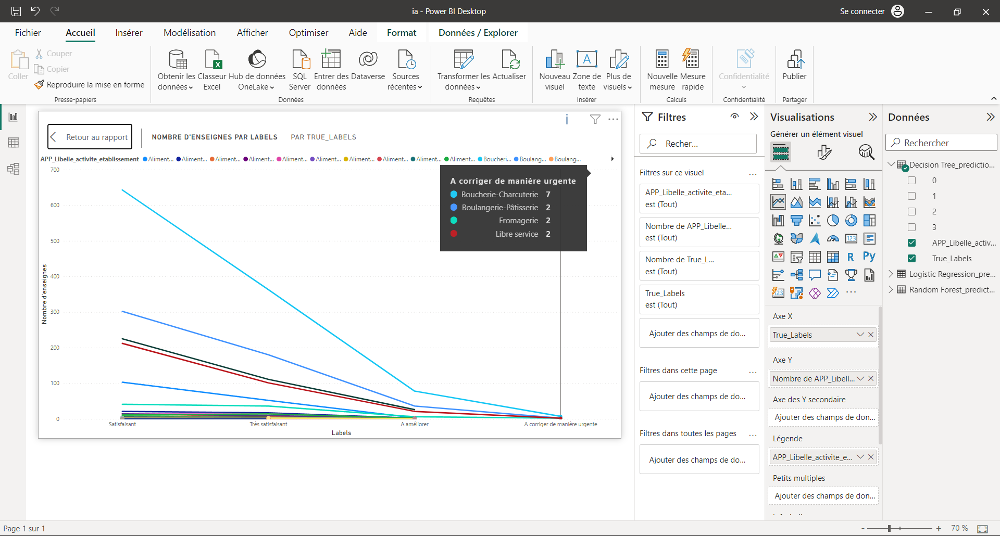 ia - Power BI Desktop
Se connecter
Fichier
Accueil
Insérer
Modélisation
Afficher
Optimiser
Aide
Format
Données / Explorer
Coller
Couper
Copier
Reproduire la mise en forme
Presse-papiers
Obtenir les données
Classeur Excel
Hub de données OneLake
SQL Server
Entrer des données
Dataverse
Sources récentes
Données
Transformer les données
Actualiser
Requêtes
Nouveau visuel
Zone de texte
Plus de visuels
Insérer
Nouvelle mesure
Mesure rapide
Calculs
Confidentialité
Confidentialité
Publier
Partager
Retour au rapport
NOMBRE D'ENSEIGNES PAR LABELS
PAR TRUE_LABELS
APP_Libelle_activite_etablissement Aliment... Aliment... Aliment... Aliment... Aliment... Aliment... Aliment... Aliment... Aliment... Aliment... Boucheri... Boulang... Boulang...
700
600
500
400
300
200
100
0
Nombre d'enseignes
A corriger de manière urgente
Boucherie-Charcuterie 7
Boulangerie-Pâtisserie 2
Fromagerie 2
Libre service 2
Satisfaisant
Très satisfaisant
A améliorer
A corriger de manière urgente
Labels
Filtres
Recher...
Filtres sur ce visuel ...
APP_Libelle_activite_eta...
est (Tout)
Nombre de APP_Libelle...
est (Tout)
Nombre de True_L...
est (Tout)
True_Labels
est (Tout)
Ajouter des champs de do...
Filtres dans cette page ...
Ajouter des champs de do...
Filtres dans toutes les pages ...
Ajouter des champs de do...
Visualisations
Générer un élément visuel
123
R
Py
123
...
Axe X
True_Labels
Axe Y
Nombre de APP_Libell...
Axe des Y secondaire
Ajouter des champs de don...
Légende
APP_Libelle_activite_e...
Petits multiples
Ajouter des champs de don...
Données
Rechercher
Decision Tree_predictio...
0
1
2
3
APP_Libelle_activ...
True_Labels
Logistic Regression_pre...
Random Forest_predict...
Page 1 sur 1
- + 70 %